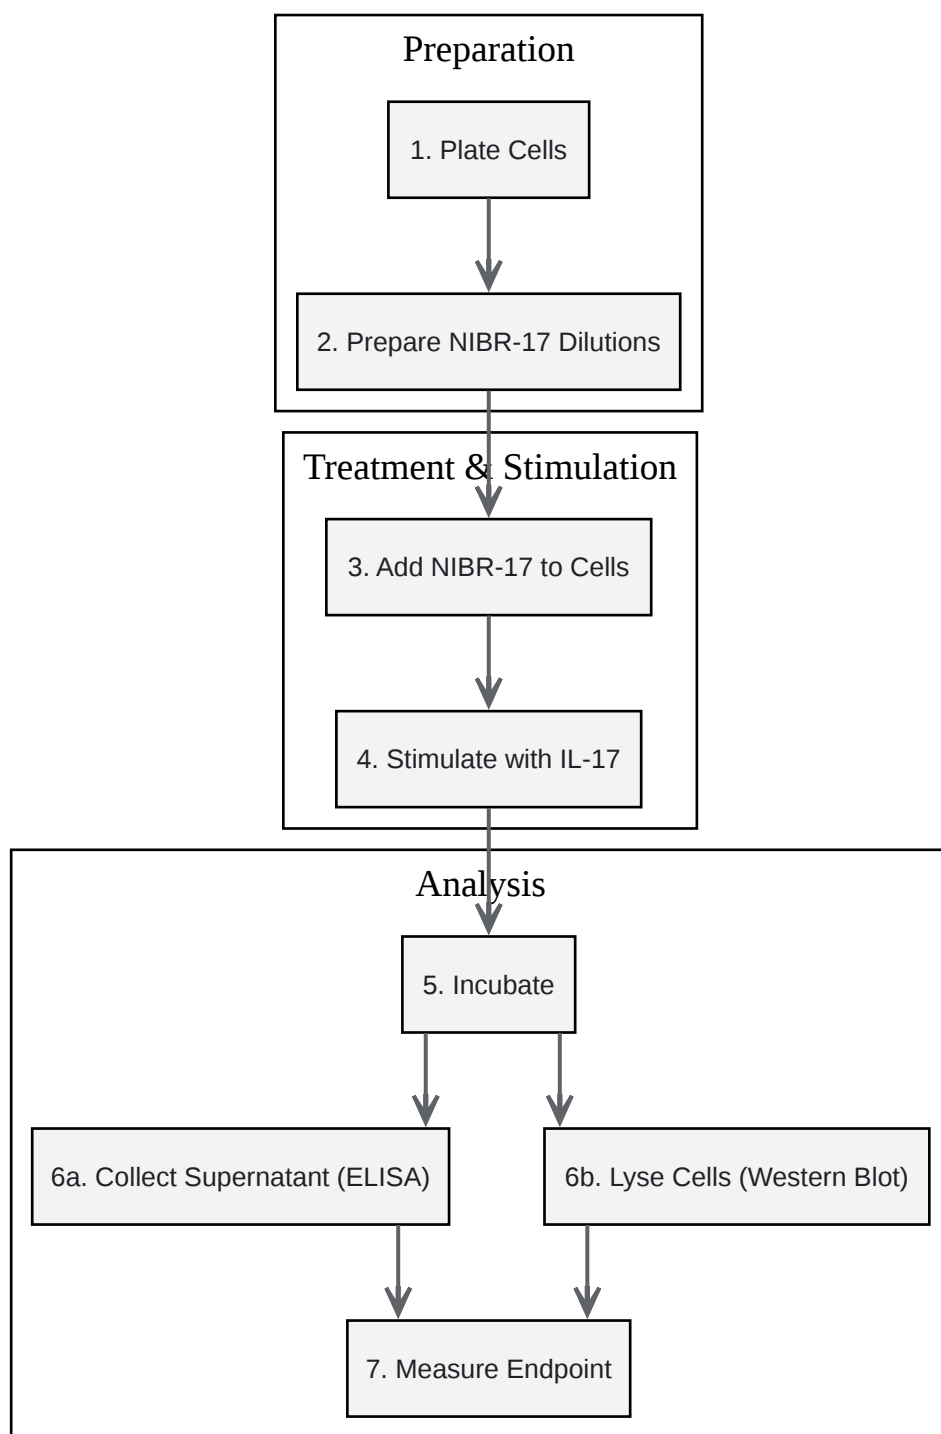 Preparation
1. Plate Cells
2. Prepare NIBR-17 Dilutions
Treatment & Stimulation
3. Add NIBR-17 to Cells
4. Stimulate with IL-17
Analysis
5. Incubate
6a. Collect Supernatant (ELISA)
6b. Lyse Cells (Western Blot)
7. Measure Endpoint